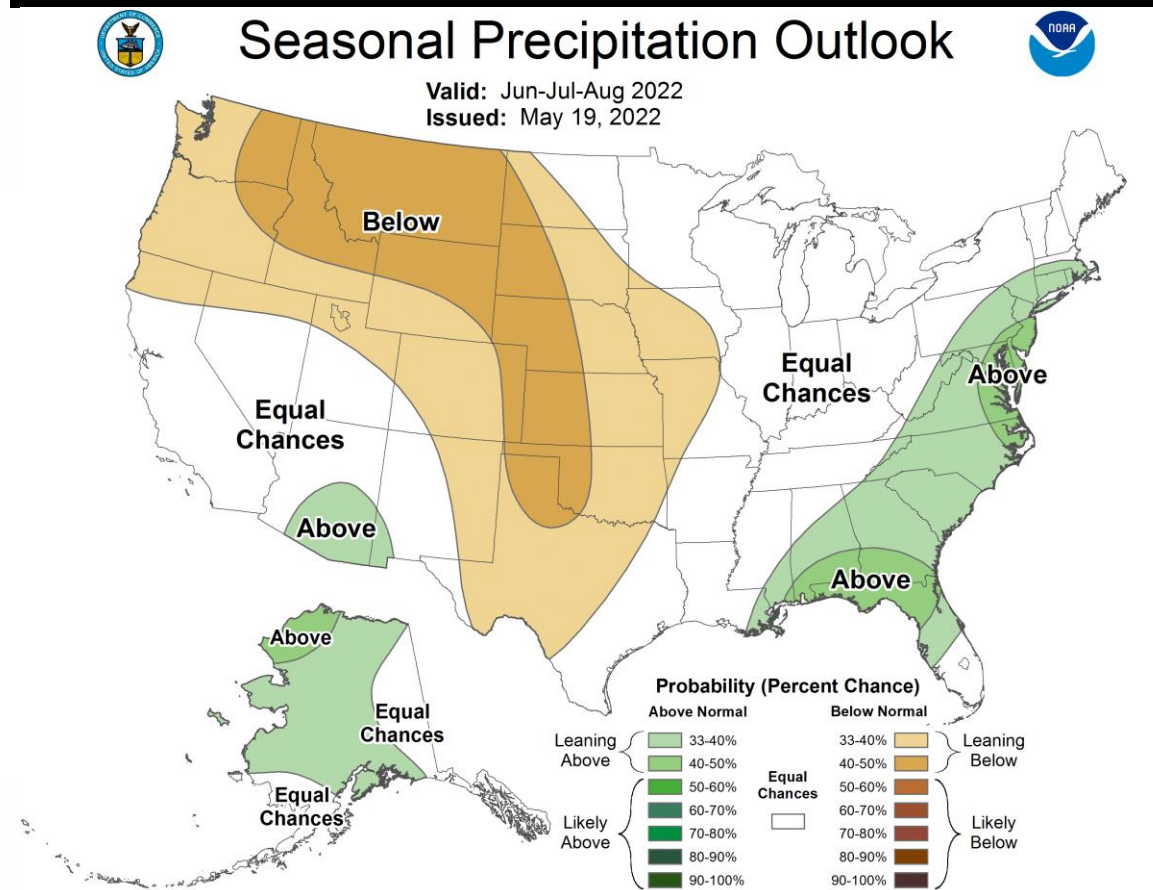 Seasonal Precipitation Outlook
NOAA
Valid: Jun-Jul-Aug 2022
Issued: May 19, 2022
Below
Equal
Chances
Above
Equal
Chances
Above
Above
Above
Equal
Chances
Equal
Chances
Probability (Percent Chance)
Above Normal
Below Normal
Leaning
Above
33-40%
40-50%
50-60%
60-70%
70-80%
80-90%
90-100%
Likely
Above
Equal
Chances
33-40%
40-50%
50-60%
60-70%
70-80%
80-90%
90-100%
Leaning
Below
Likely
Below